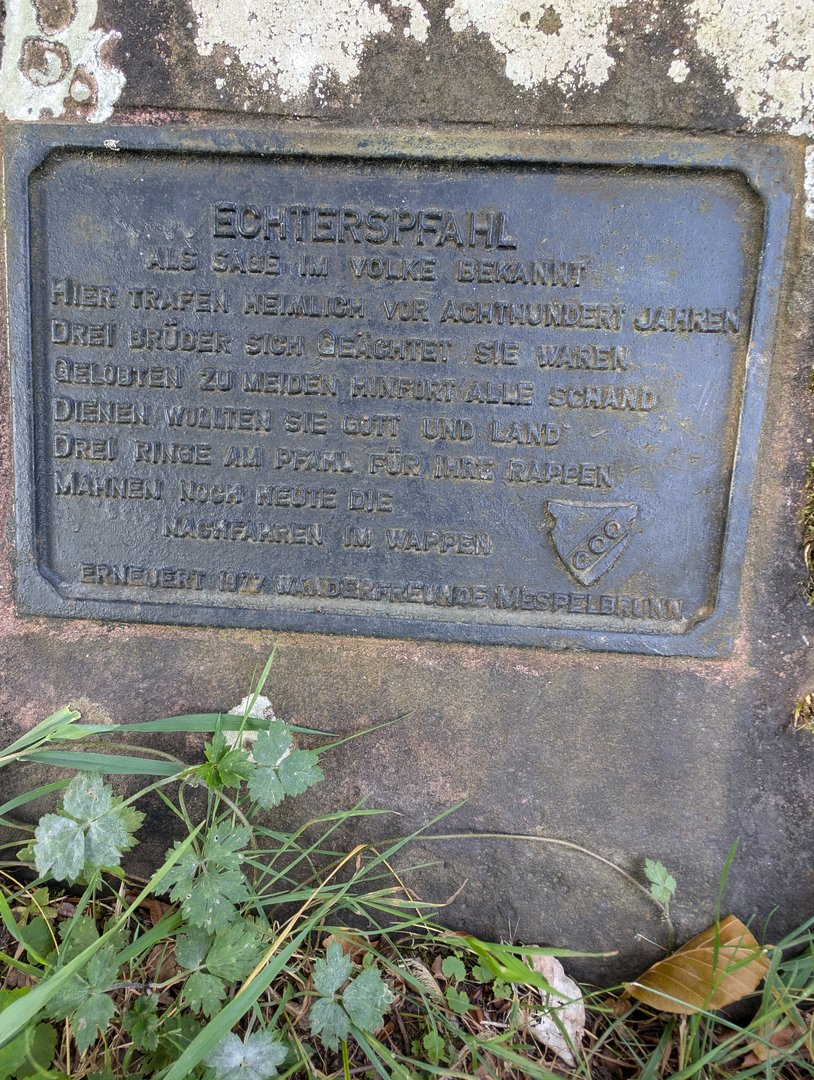 ECHTERSPFAHL
ALS SAGE IM VOLKE BEKANNT
HIER TRAFEN HEIMLICH VOR ACHTHUNDERT JAHREN
DREI BRÜDER SICH GEÄCHTET SIE WAREN
GELOBTEN ZU MEIDEN HINFORT ALLE SCHAND
DIENEN WOLLTEN SIE GOTT UND LAND
DREI RINGE AM PFAHL FÜR IHRE RAPPEN
MAHNEN NOCH HEUTE DIE
NACHFAHREN IM WAPPEN
ERNEUERT 1977 WANDERFREUNDE MESPELBRUNN